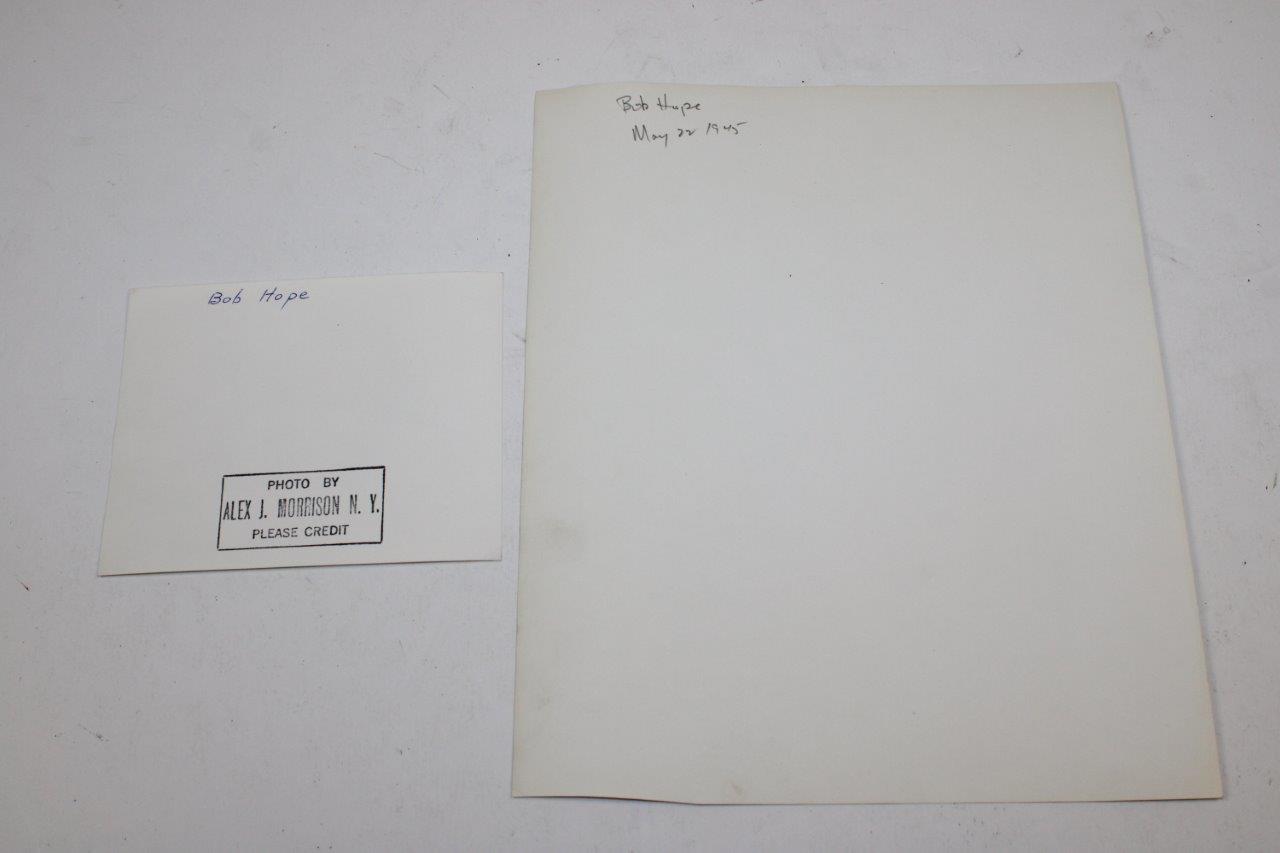 Bob Hope
May 22 1945
Bob Hope
PHOTO BY
ALEX J. MORRISON N. Y.
PLEASE CREDIT